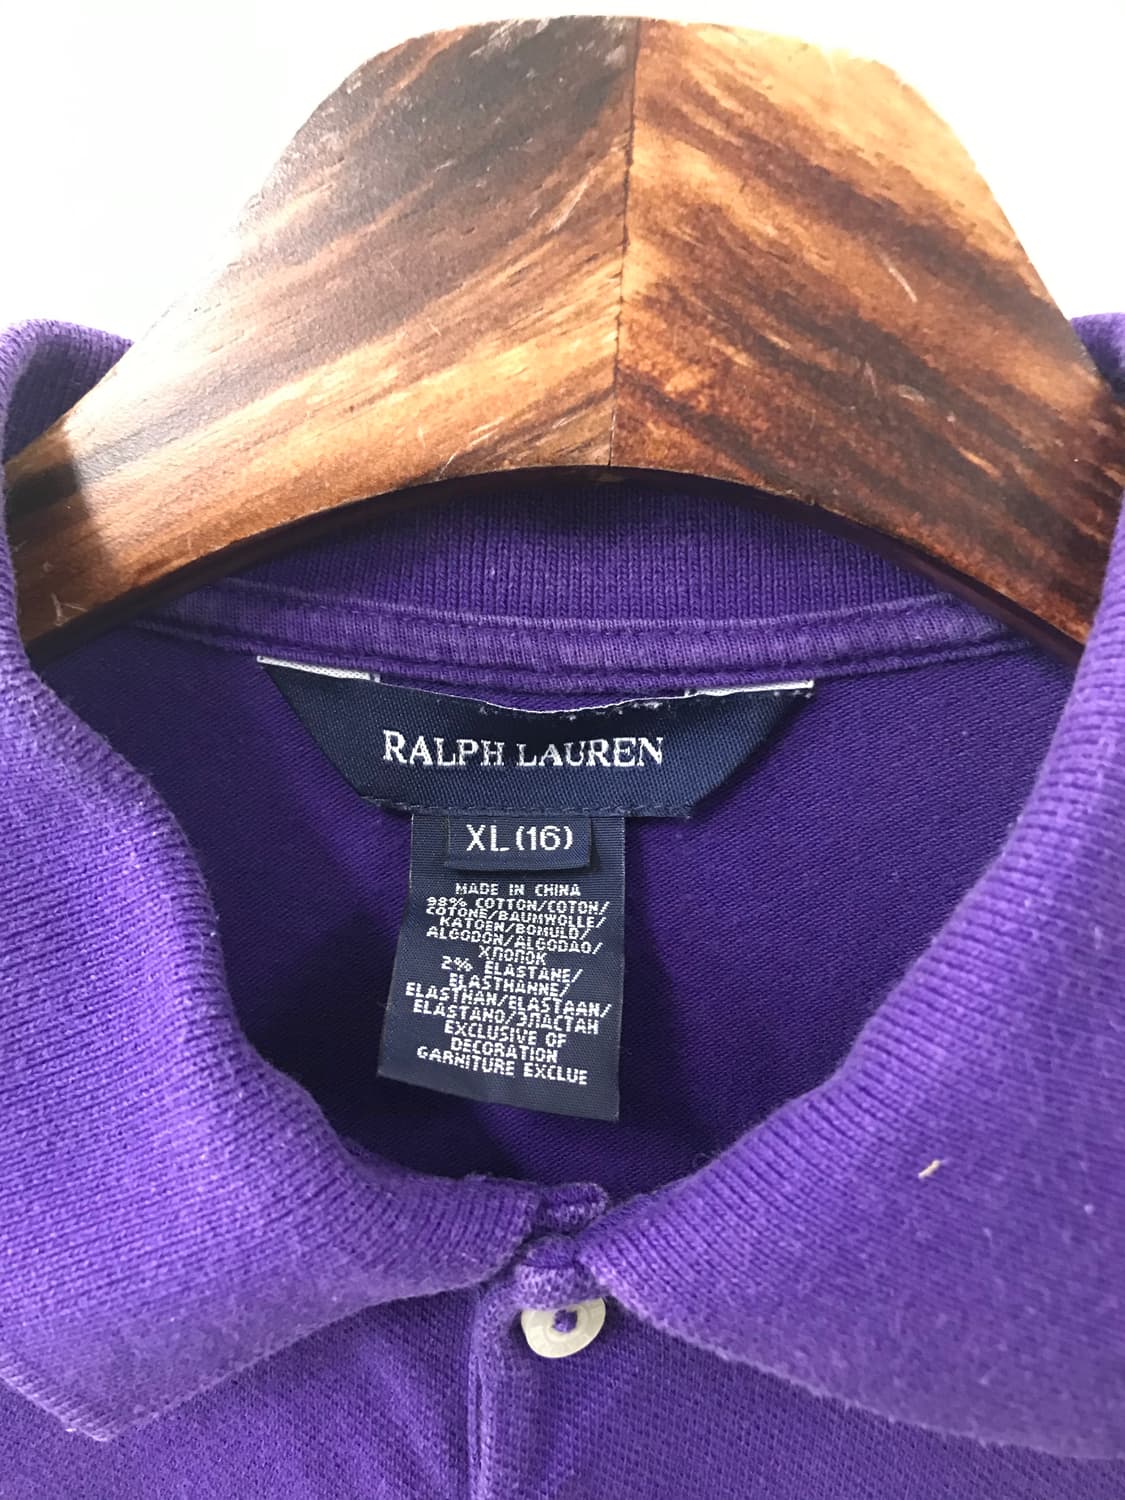 RALPH LAUREN
XL (16)
MADE IN CHINA
98% COTTON/COTON/
COTONE/BAUMWOLLE/
KATOEN/BOMULD/
ALGODON/ALGODAO/
ХЛОПОК
2% ELASTANE/
ELASTHANNE/
ELASTHAN/ELASTAAN/
ELASTANO/ЭЛАСТАН
EXCLUSIVE OF
DECORATION
GARNITURE EXCLUE